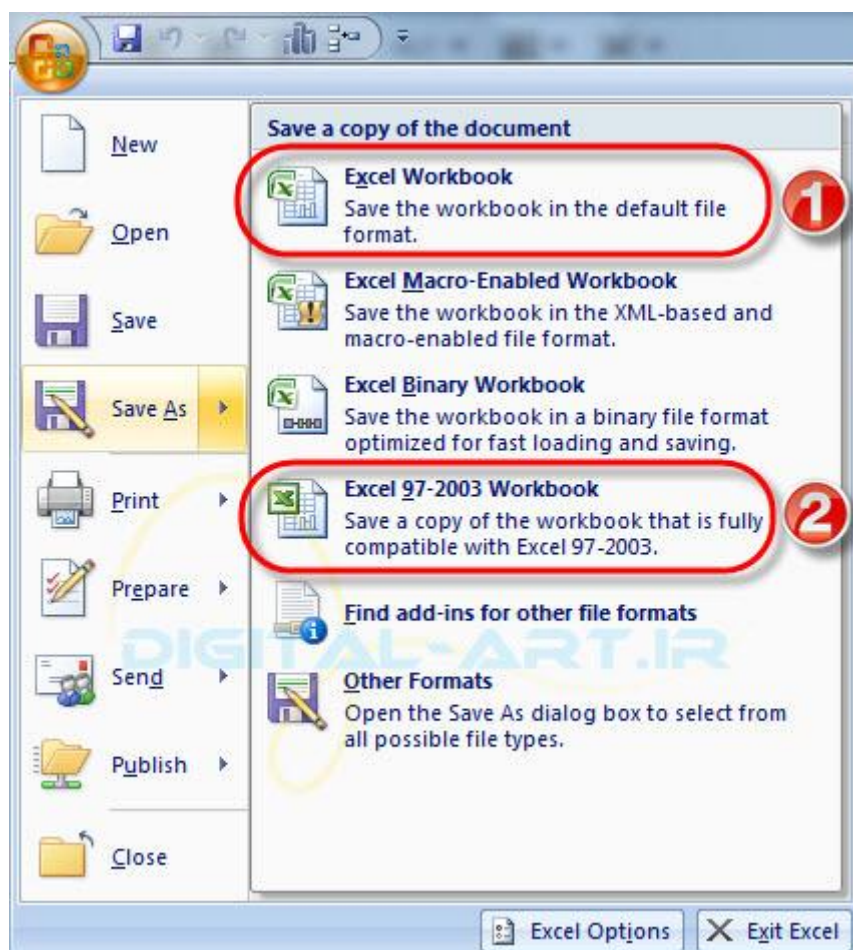 New
Open
Save
Save As
Print
Prepare
Send
Publish
Close
Save a copy of the document
Excel Workbook
Save the workbook in the default file
format.
1
Excel Macro-Enabled Workbook
Save the workbook in the XML-based and
macro-enabled file format.
Excel Binary Workbook
Save the workbook in a binary file format
optimized for fast loading and saving.
Excel 97-2003 Workbook
Save a copy of the workbook that is fully
compatible with Excel 97-2003.
2
Find add-ins for other file formats
DIGITAL-ART.IR
Other Formats
Open the Save As dialog box to select from
all possible file types.
Excel Options
Exit Excel